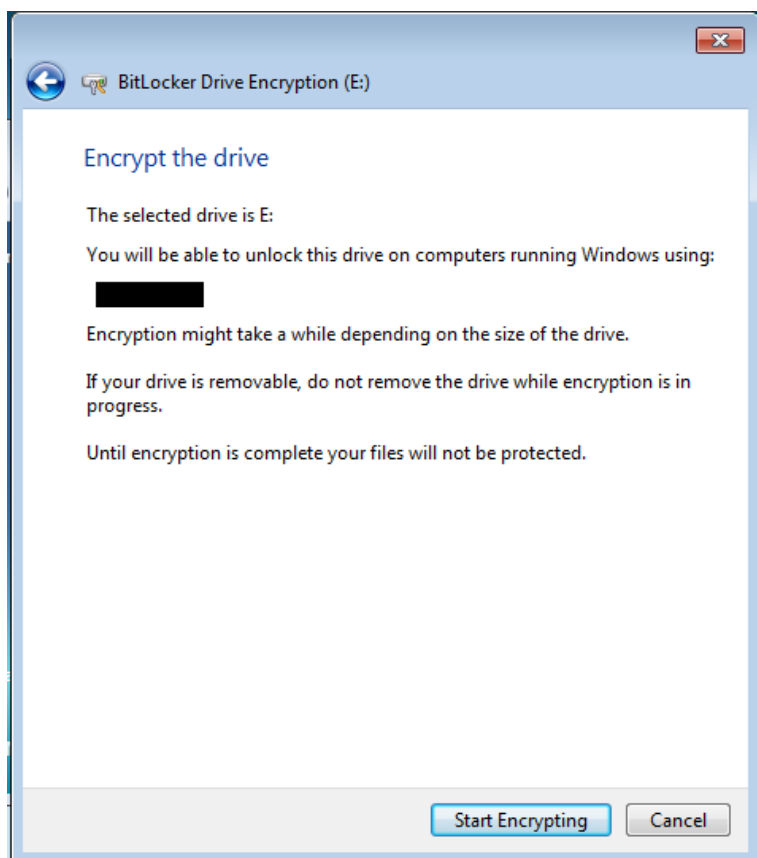 BitLocker Drive Encryption (E:)
Encrypt the drive
The selected drive is E:
You will be able to unlock this drive on computers running Windows using:
Encryption might take a while depending on the size of the drive.
If your drive is removable, do not remove the drive while encryption is in
progress.
Until encryption is complete your files will not be protected.
Start Encrypting
Cancel